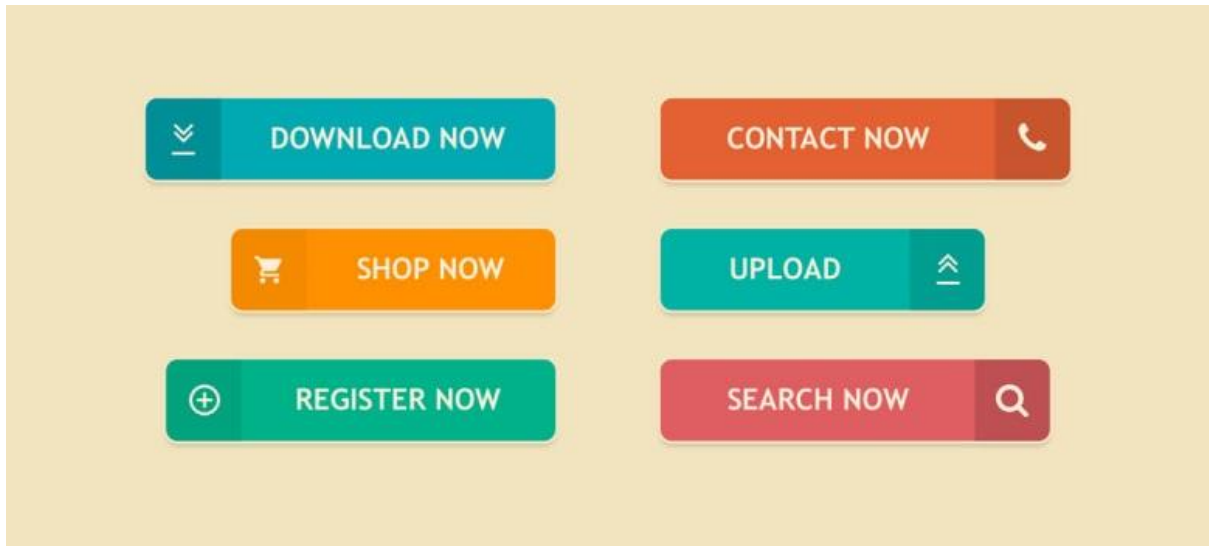 DOWNLOAD NOW
CONTACT NOW
SHOP NOW
UPLOAD
REGISTER NOW
SEARCH NOW